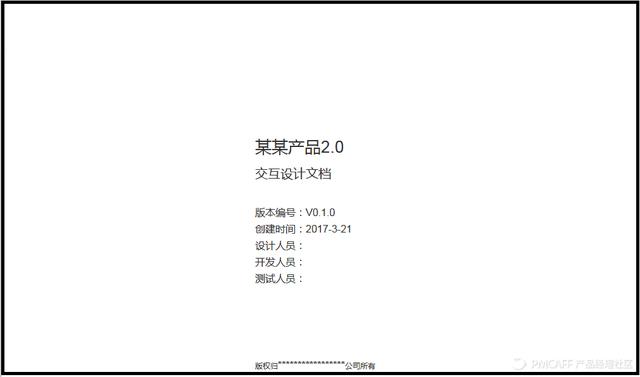 某某产品2.0
交互设计文档
版本编号：V0.1.0
创建时间：2017-3-21
设计人员：
开发人员：
测试人员：
版权归*****************公司所有
PMCAFF 产品经理社区